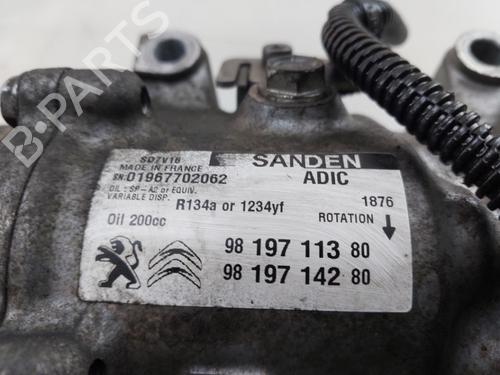 SD7V16
SANDEN
MADE IN FRANCE
SN:01967702062
ADIC
OIL : SP-A2 or EQUIV.
VARIABLE DISP.
R134a or 1234yf
1876
Oil 200cc
ROTATION
98 197 113 80
98 197 142 80
B-PARTS